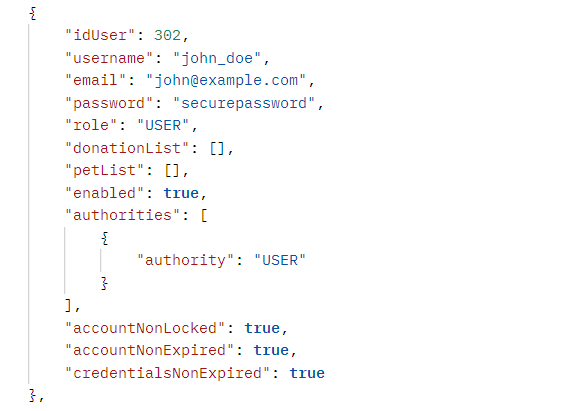 {
"idUser": 302,
"username": "john_doe",
"email": "john@example.com",
"password": "securepassword",
"role": "USER",
"donationList": [],
"petList": [],
"enabled": true,
"authorities": [
{
"authority": "USER"
}
],
"accountNonLocked": true,
"accountNonExpired": true,
"credentialsNonExpired": true
},